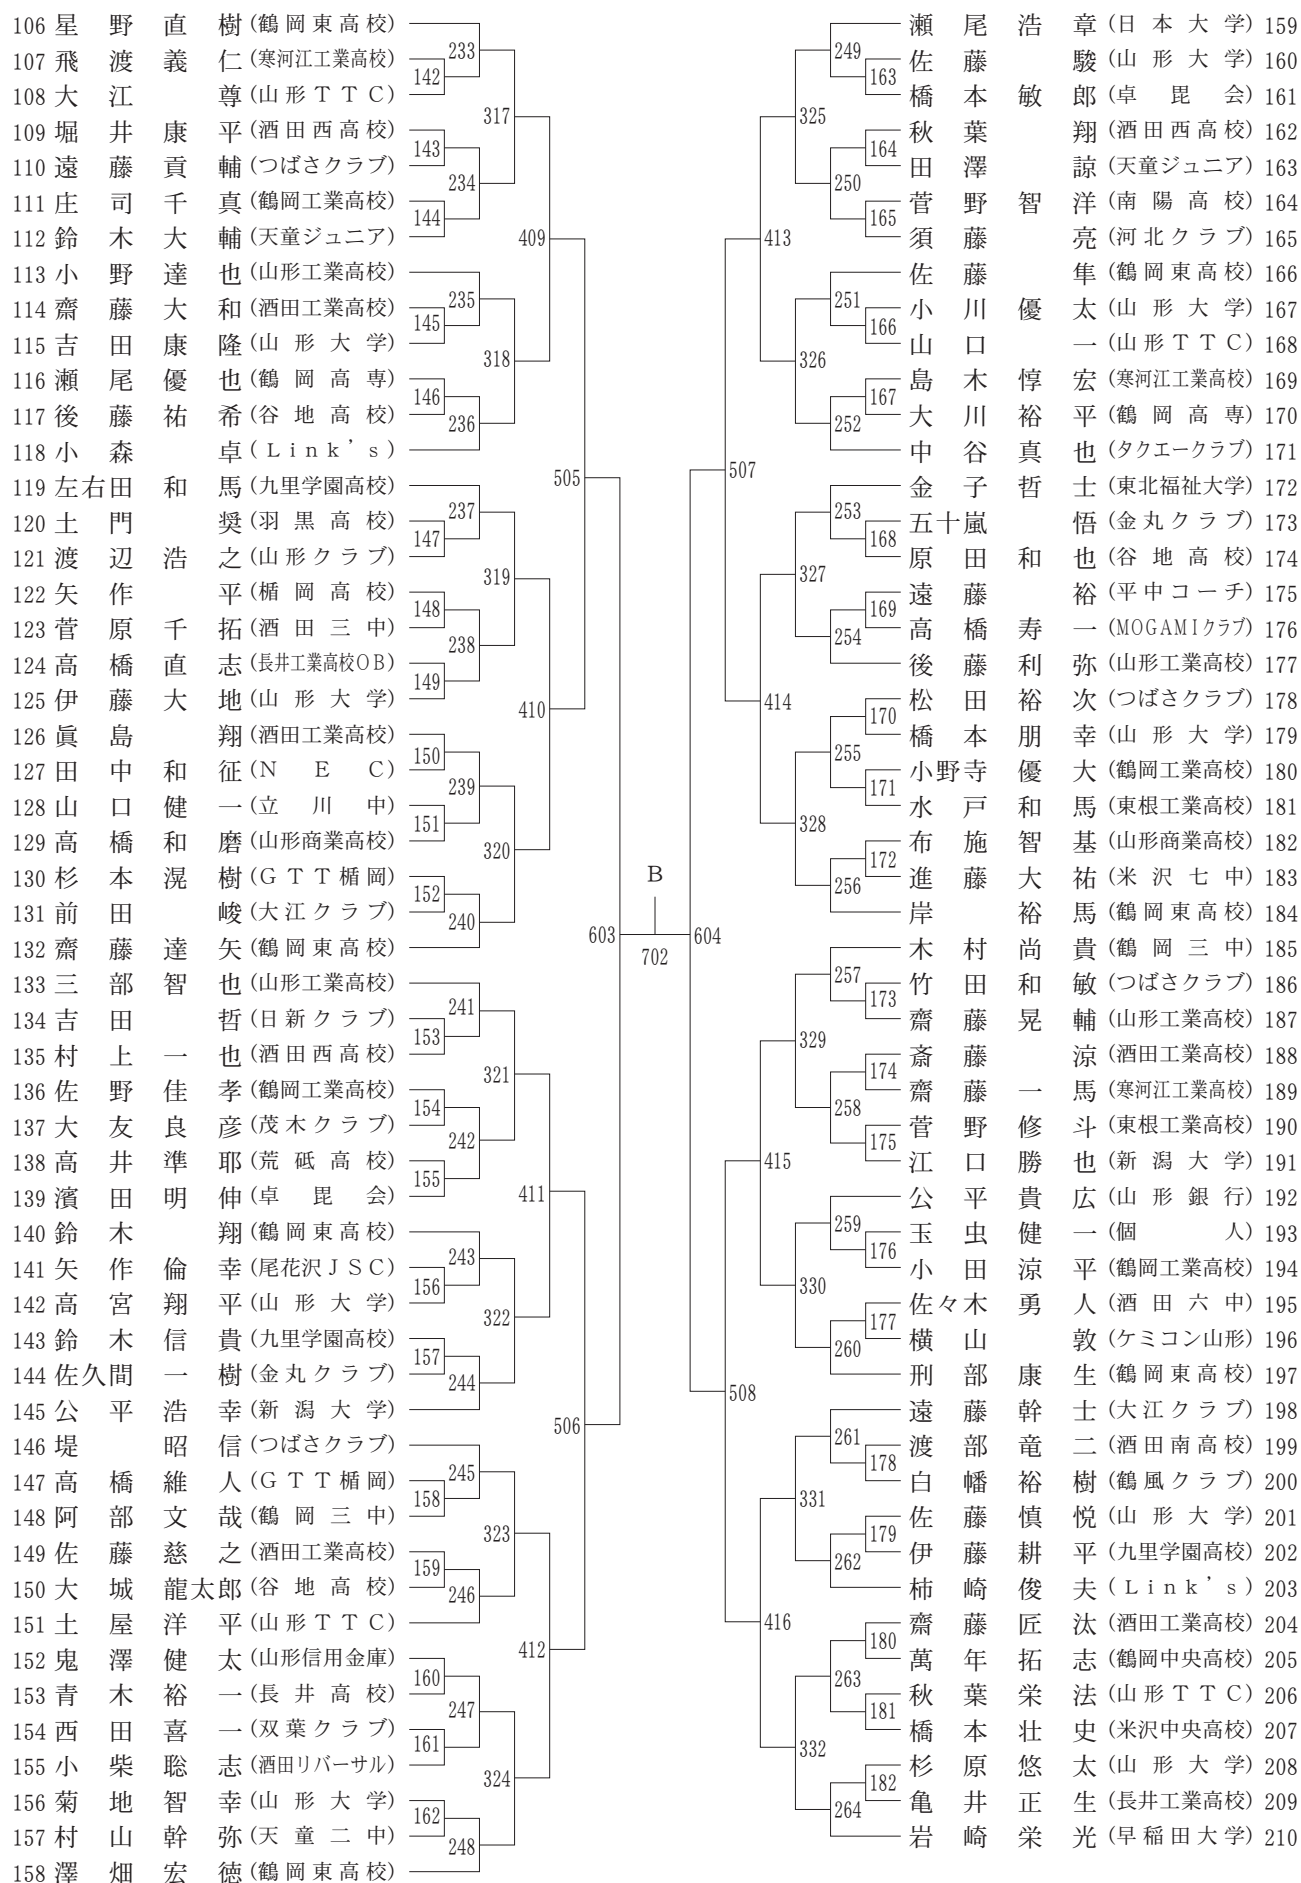 106 星野直樹 (鶴岡東高校)
107 飛渡義仁 (寒河江工業高校)
108 大江尊 (山形TTC)
109 堀井康平 (酒田西高校)
110 遠藤貢輔 (つばさクラブ)
111 庄司千真 (鶴岡工業高校)
112 鈴木大輔 (天童ジュニア)
113 小野達也 (山形工業高校)
114 齋藤大和 (酒田工業高校)
115 吉田康隆 (山形大学)
116 瀬尾優也 (鶴岡高専)
117 後藤祐希 (谷地高校)
118 小森卓 (Link's)
119 左右田和馬 (九里学園高校)
120 土門奨 (羽黒高校)
121 渡辺浩之 (山形クラブ)
122 矢作平 (楯岡高校)
123 菅原千拓 (酒田三中)
124 高橋直志 (長井工業高校OB)
125 伊藤大地 (山形大学)
126 眞島翔 (酒田工業高校)
127 田中和征 (NEC)
128 山口健一 (立川中)
129 高橋和磨 (山形商業高校)
130 杉本滉樹 (GTT楯岡)
131 前田峻 (大江クラブ)
132 齋藤達矢 (鶴岡東高校)
133 三部智也 (山形工業高校)
134 吉田哲 (日新クラブ)
135 村上一也 (酒田西高校)
136 佐野佳孝 (鶴岡工業高校)
137 大友良彦 (茂木クラブ)
138 高井準耶 (荒砥高校)
139 濱田明伸 (卓毘会)
140 鈴木翔 (鶴岡東高校)
141 矢作倫幸 (尾花沢JSC)
142 高宮翔平 (山形大学)
143 鈴木信貴 (九里学園高校)
144 佐久間一樹 (金丸クラブ)
145 公平浩幸 (新潟大学)
146 堤昭信 (つばさクラブ)
147 高橋維人 (GTT楯岡)
148 阿部文哉 (鶴岡三中)
149 佐藤慈之 (酒田工業高校)
150 大城龍太郎 (谷地高校)
151 土屋洋平 (山形TTC)
152 鬼澤健太 (山形信用金庫)
153 青木裕一 (長井高校)
154 西田喜一 (双葉クラブ)
155 小柴聡志 (酒田リバーサル)
156 菊地智幸 (山形大学)
157 村山幹弥 (天童二中)
158 澤畑宏徳 (鶴岡東高校)
233
142
317
143
234
144
409
235
145
318
146
236
505
237
147
319
148
238
149
410
150
239
151
320
152
240
603
241
153
321
154
242
155
411
243
156
322
157
244
506
245
158
323
159
246
412
160
247
161
324
162
248
B
702
604
249
163
325
164
250
165
413
251
166
326
167
252
507
253
168
327
169
254
414
170
255
171
328
172
256
257
173
329
174
258
175
415
259
176
330
177
260
508
261
178
331
179
262
416
180
263
181
332
182
264
瀬尾浩章 (日本大学) 159
佐藤駿 (山形大学) 160
橋本敏郎 (卓毘会) 161
秋葉翔 (酒田西高校) 162
田澤諒 (天童ジュニア) 163
菅野智洋 (南陽高校) 164
須藤亮 (河北クラブ) 165
佐藤隼 (鶴岡東高校) 166
小川優太 (山形大学) 167
山口一 (山形TTC) 168
島木惇宏 (寒河江工業高校) 169
大川裕平 (鶴岡高専) 170
中谷真也 (タクエークラブ) 171
金子哲士 (東北福祉大学) 172
五十嵐悟 (金丸クラブ) 173
原田和也 (谷地高校) 174
遠藤裕 (平中コーチ) 175
高橋寿一 (MOGAMIクラブ) 176
後藤利弥 (山形工業高校) 177
松田裕次 (つばさクラブ) 178
橋本朋幸 (山形大学) 179
小野寺優大 (鶴岡工業高校) 180
水戸和馬 (東根工業高校) 181
布施智基 (山形商業高校) 182
進藤大祐 (米沢七中) 183
岸裕馬 (鶴岡東高校) 184
木村尚貴 (鶴岡三中) 185
竹田和敏 (つばさクラブ) 186
齋藤晃輔 (山形工業高校) 187
斎藤涼 (酒田工業高校) 188
齋藤一馬 (寒河江工業高校) 189
菅野修斗 (東根工業高校) 190
江口勝也 (新潟大学) 191
公平貴広 (山形銀行) 192
玉虫健一 (個人) 193
小田涼平 (鶴岡工業高校) 194
佐々木勇人 (酒田六中) 195
横山敦 (ケミコン山形) 196
刑部康生 (鶴岡東高校) 197
遠藤幹士 (大江クラブ) 198
渡部竜二 (酒田南高校) 199
白幡裕樹 (鶴風クラブ) 200
佐藤慎悦 (山形大学) 201
伊藤耕平 (九里学園高校) 202
柿崎俊夫 (Link's) 203
齋藤匠汰 (酒田工業高校) 204
萬年拓志 (鶴岡中央高校) 205
秋葉栄法 (山形TTC) 206
橋本壮史 (米沢中央高校) 207
杉原悠太 (山形大学) 208
亀井正生 (長井工業高校) 209
岩崎栄光 (早稲田大学) 210